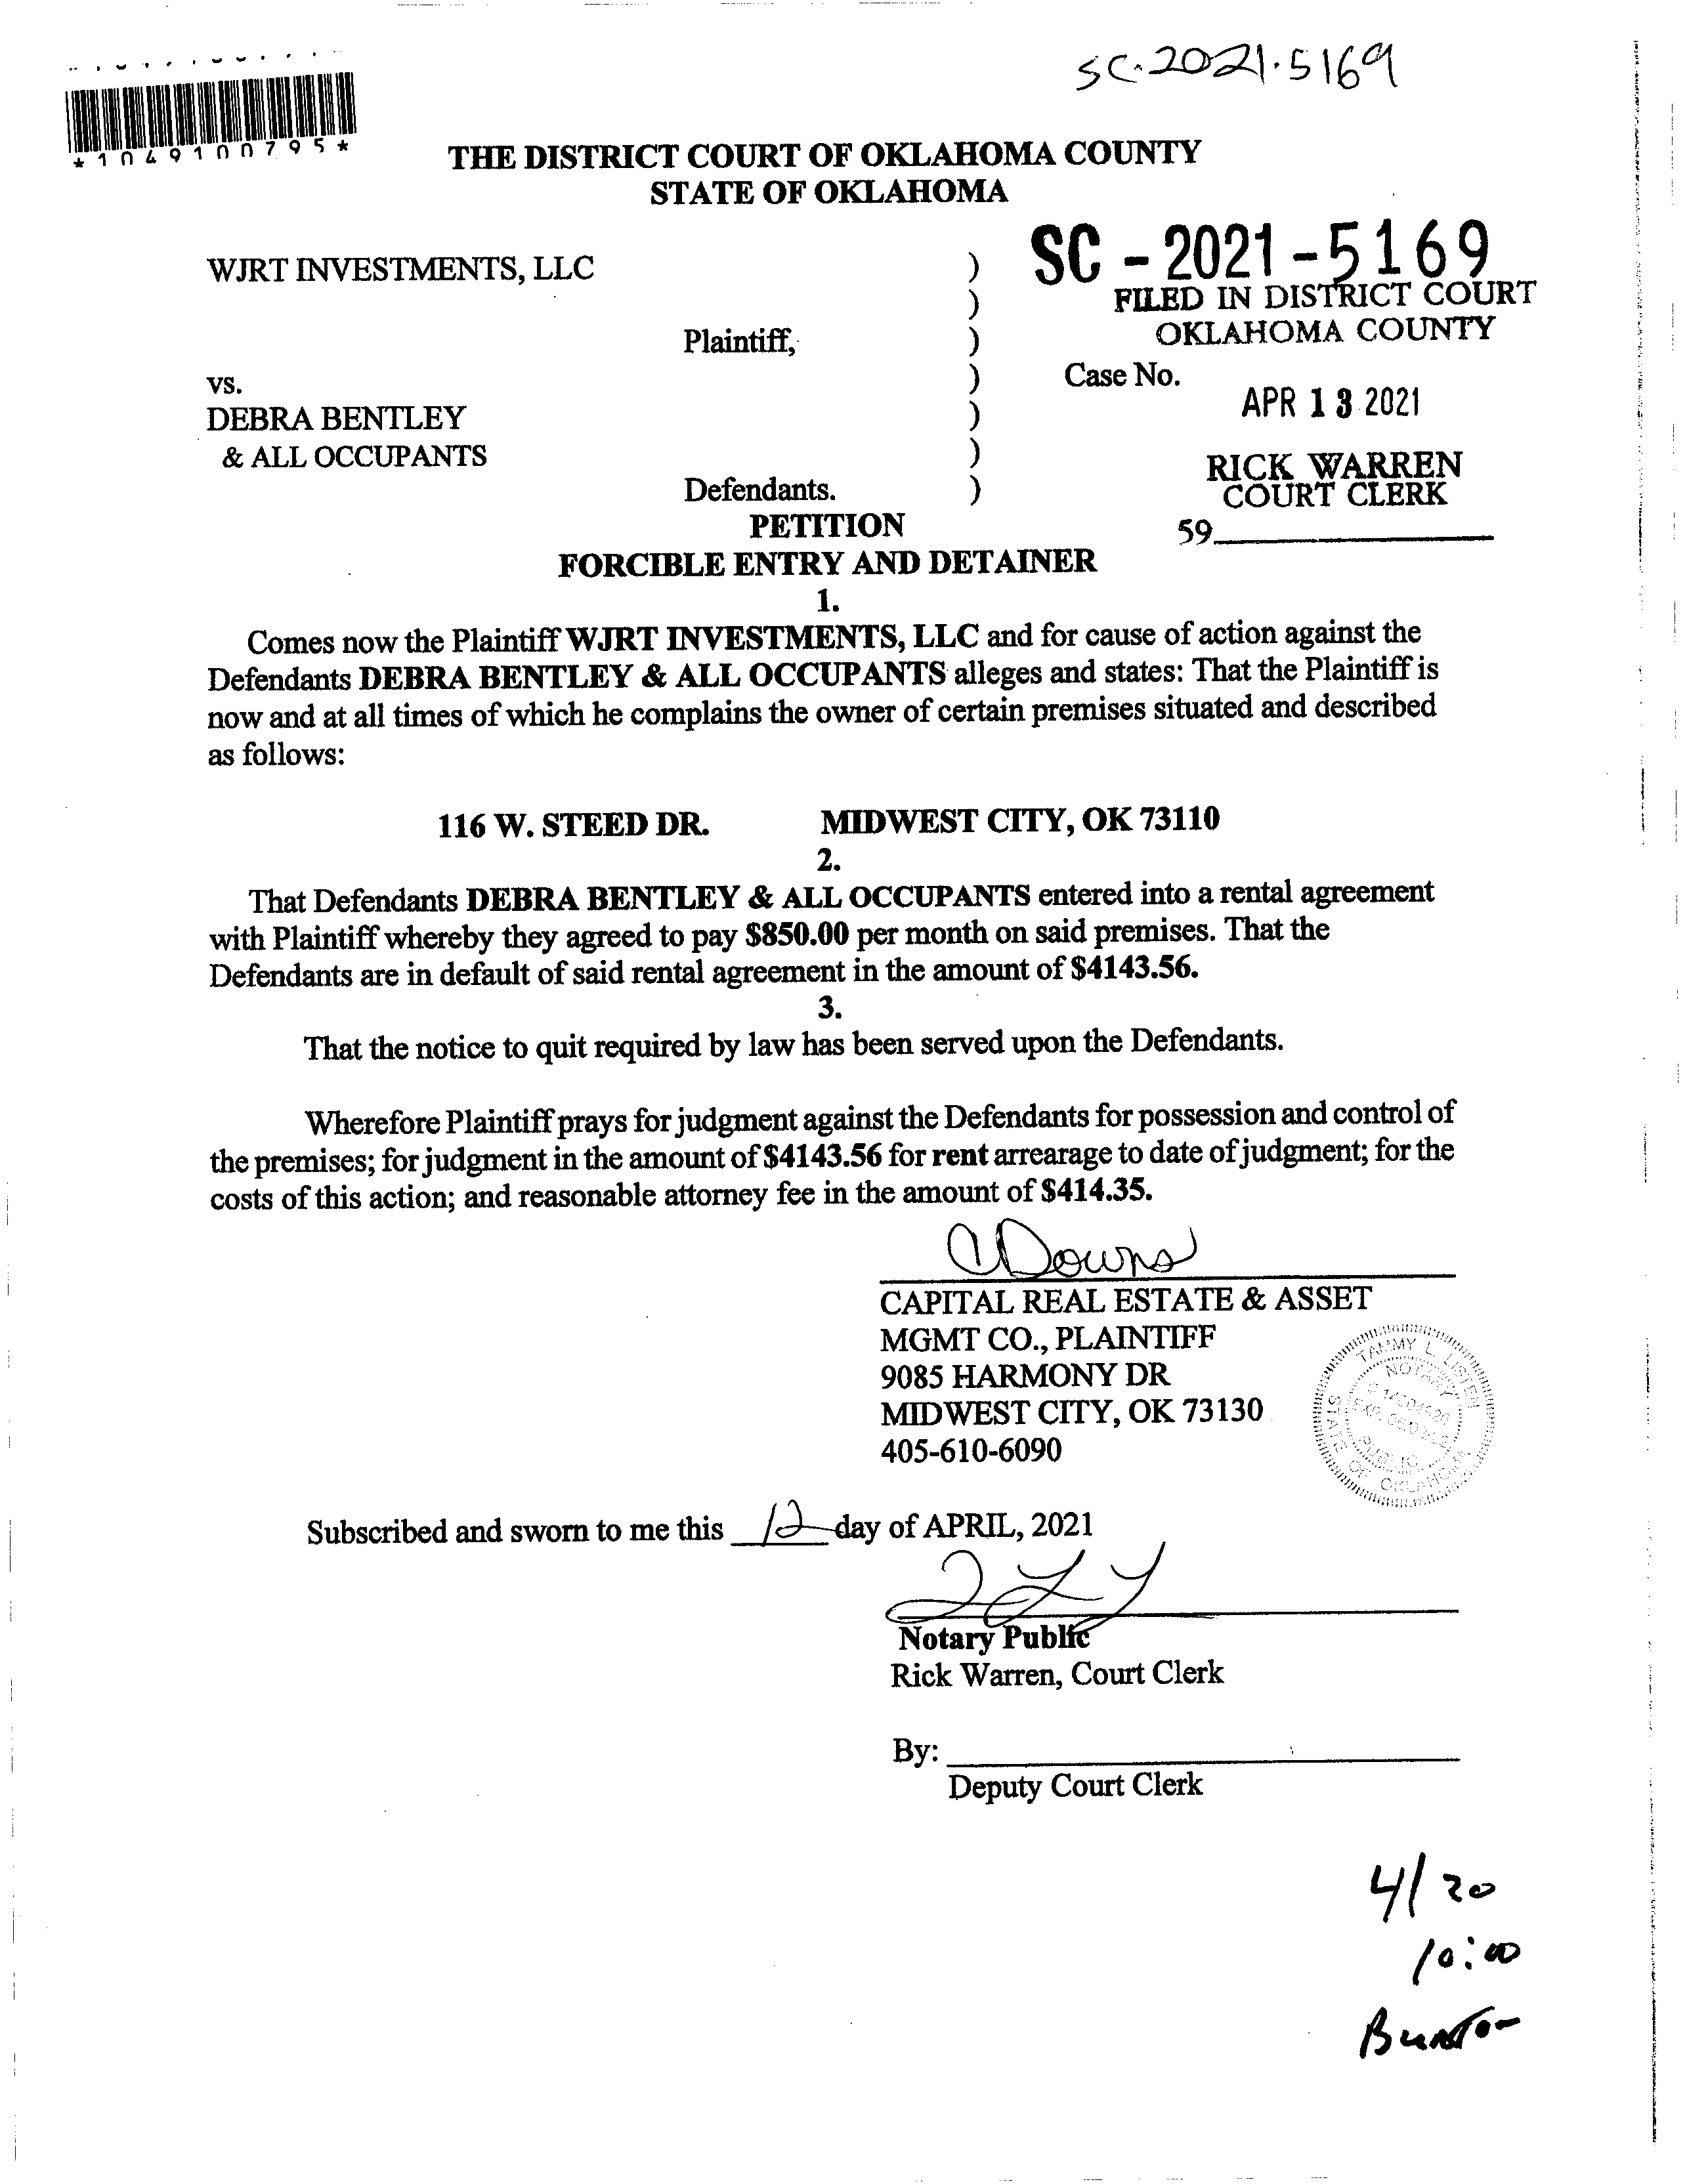 SC-2021-5169
*1049100795*
THE DISTRICT COURT OF OKLAHOMA COUNTY
STATE OF OKLAHOMA
SC - 2021 - 5169
FILED IN DISTRICT COURT
OKLAHOMA COUNTY
WJRT INVESTMENTS, LLC )
)
Plaintiff, )
vs. ) Case No.
APR 13 2021
DEBRA BENTLEY )
& ALL OCCUPANTS )
RICK WARREN
COURT CLERK
Defendants. )
59
PETITION
FORCIBLE ENTRY AND DETAINER
1.
Comes now the Plaintiff WJRT INVESTMENTS, LLC and for cause of action against the
Defendants DEBRA BENTLEY & ALL OCCUPANTS alleges and states: That the Plaintiff is
now and at all times of which he complains the owner of certain premises situated and described
as follows:
116 W. STEED DR. MIDWEST CITY, OK 73110
2.
That Defendants DEBRA BENTLEY & ALL OCCUPANTS entered into a rental agreement
with Plaintiff whereby they agreed to pay $850.00 per month on said premises. That the
Defendants are in default of said rental agreement in the amount of $4143.56.
3.
That the notice to quit required by law has been served upon the Defendants.
Wherefore Plaintiff prays for judgment against the Defendants for possession and control of
the premises; for judgment in the amount of $4143.56 for rent arrearage to date of judgment; for the
costs of this action; and reasonable attorney fee in the amount of $414.35.
CDowns
CAPITAL REAL ESTATE & ASSET
MGMT CO., PLAINTIFF
9085 HARMONY DR
MIDWEST CITY, OK 73130
405-610-6090
TAMMY L. LISTEN
NOTARY
PUBLIC
STATE OF OKLAHOMA
Subscribed and sworn to me this 12 day of APRIL, 2021
Notary Public
Rick Warren, Court Clerk
By:
Deputy Court Clerk
4/20
10:00
Burton